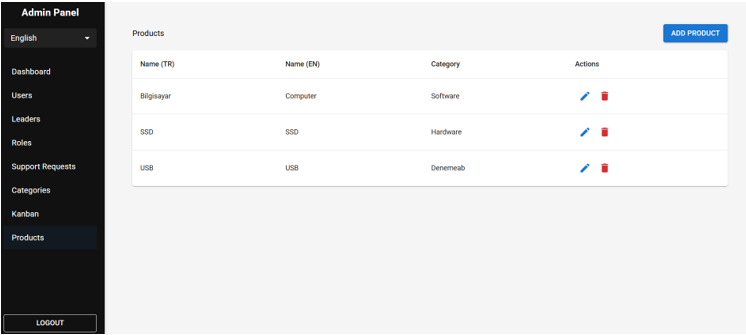 Admin Panel
English
Dashboard
Users
Leaders
Roles
Support Requests
Categories
Kanban
Products
LOGOUT
Products
ADD PRODUCT
Name (TR) Name (EN) Category Actions
Bilgisayar Computer Software
SSD SSD Hardware
USB USB Denemeab